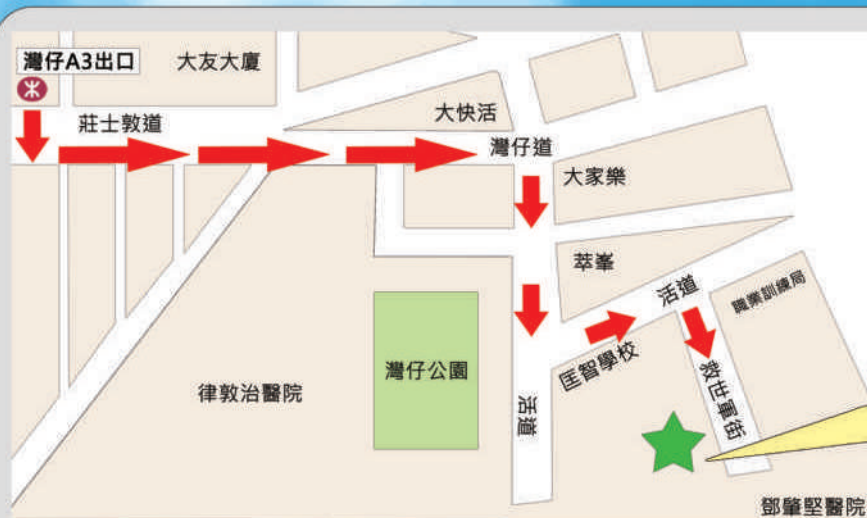 灣仔A3出口
大友大廈
莊士敦道
大快活
灣仔道
大家樂
萃峯
活道
職業訓練局
匡智學校
救世軍街
灣仔公園
律敦治醫院
活道
鄧肇堅醫院